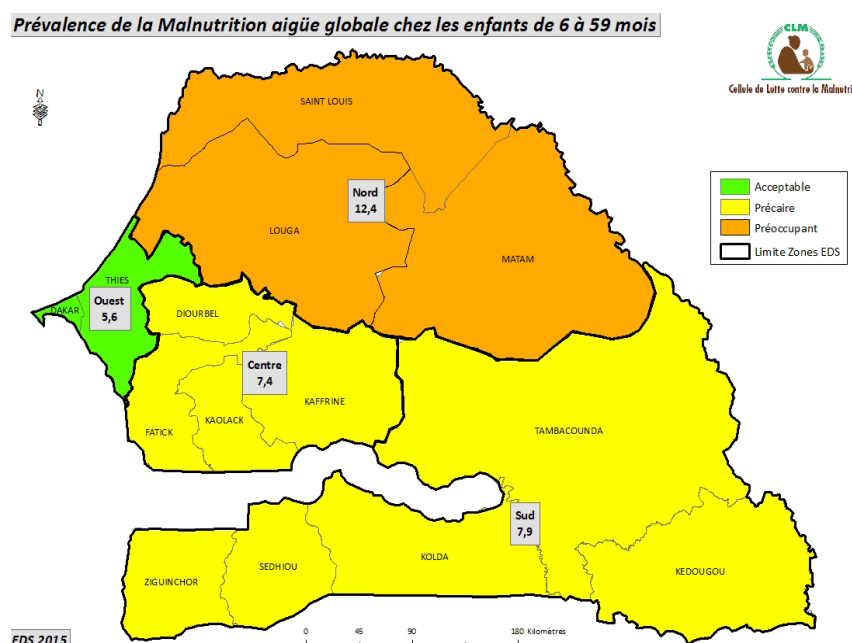 Prévalence de la Malnutrition aigüe globale chez les enfants de 6 à 59 mois
CLM
Cellule de Lutte contre la Malnutri
N
SAINT LOUIS
Nord
12,4
LOUGA
MATAM
Acceptable
Précaire
Préoccupant
Limite Zones EDS
THIES
DAKAR
Ouest
5,6
DIOURBEL
Centre
7,4
KAFFRINE
KAOLACK
FATICK
TAMBACOUNDA
Sud
7,9
KOLDA
SEDHIOU
ZIGUINCHOR
KEDOUGOU
EDS 2015
0 45 90 180 Kilomètres